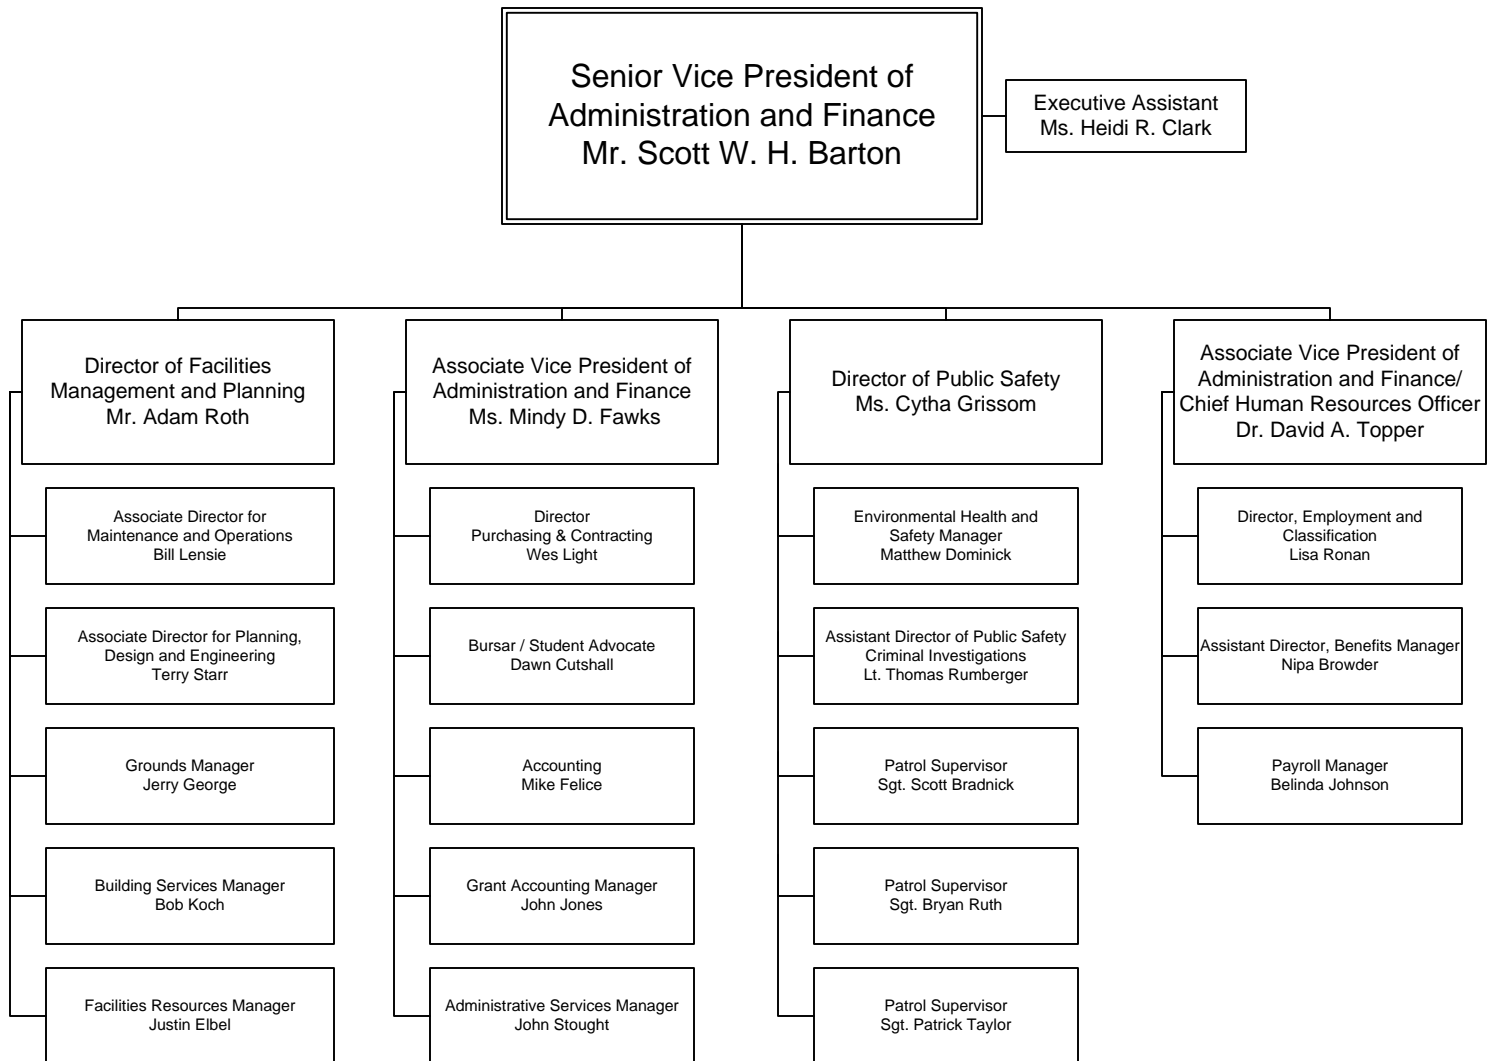 Senior Vice President of
Administration and Finance
Mr. Scott W. H. Barton
Executive Assistant
Ms. Heidi R. Clark
Director of Facilities
Management and Planning
Mr. Adam Roth
Associate Director for
Maintenance and Operations
Bill Lensie
Associate Director for Planning,
Design and Engineering
Terry Starr
Grounds Manager
Jerry George
Building Services Manager
Bob Koch
Facilities Resources Manager
Justin Elbel
Associate Vice President of
Administration and Finance
Ms. Mindy D. Fawks
Director
Purchasing & Contracting
Wes Light
Bursar / Student Advocate
Dawn Cutshall
Accounting
Mike Felice
Grant Accounting Manager
John Jones
Administrative Services Manager
John Stought
Director of Public Safety
Ms. Cytha Grissom
Environmental Health and
Safety Manager
Matthew Dominick
Assistant Director of Public Safety
Criminal Investigations
Lt. Thomas Rumberger
Patrol Supervisor
Sgt. Scott Bradnick
Patrol Supervisor
Sgt. Bryan Ruth
Patrol Supervisor
Sgt. Patrick Taylor
Associate Vice President of
Administration and Finance/
Chief Human Resources Officer
Dr. David A. Topper
Director, Employment and
Classification
Lisa Ronan
Assistant Director, Benefits Manager
Nipa Browder
Payroll Manager
Belinda Johnson